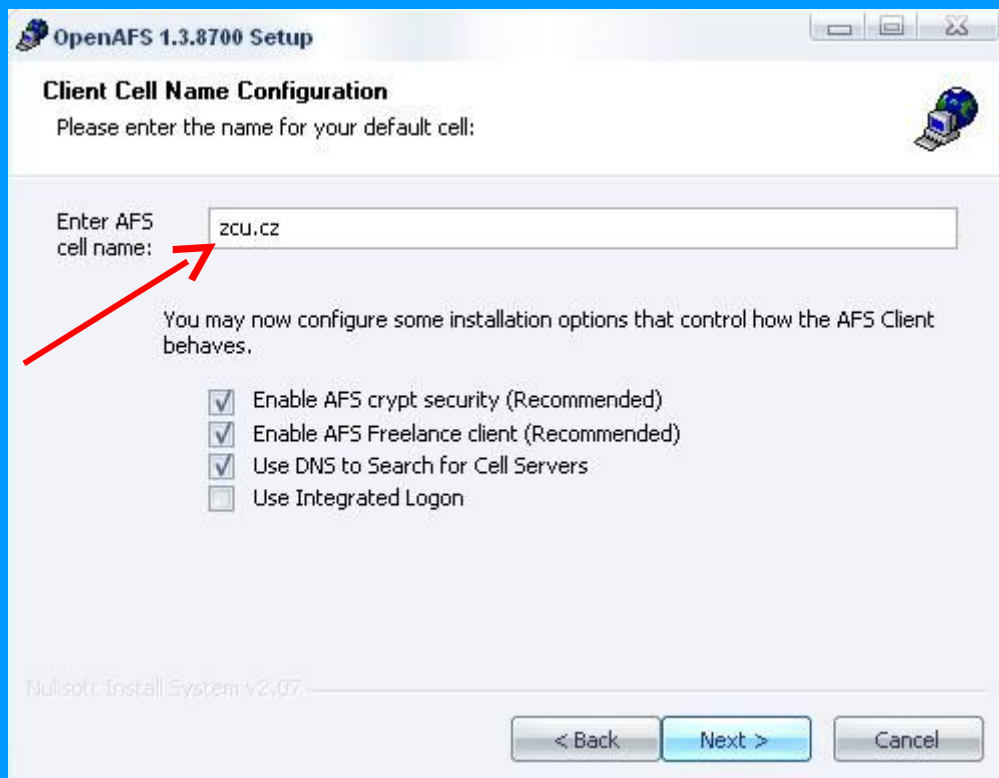 OpenAFS 1.3.8700 Setup
Client Cell Name Configuration
Please enter the name for your default cell:
Enter AFS
cell name:
zcu.cz
You may now configure some installation options that control how the AFS Client
behaves.
Enable AFS crypt security (Recommended)
Enable AFS Freelance client (Recommended)
Use DNS to Search for Cell Servers
Use Integrated Logon
Nullsoft Install System v2.07
< Back
Next >
Cancel